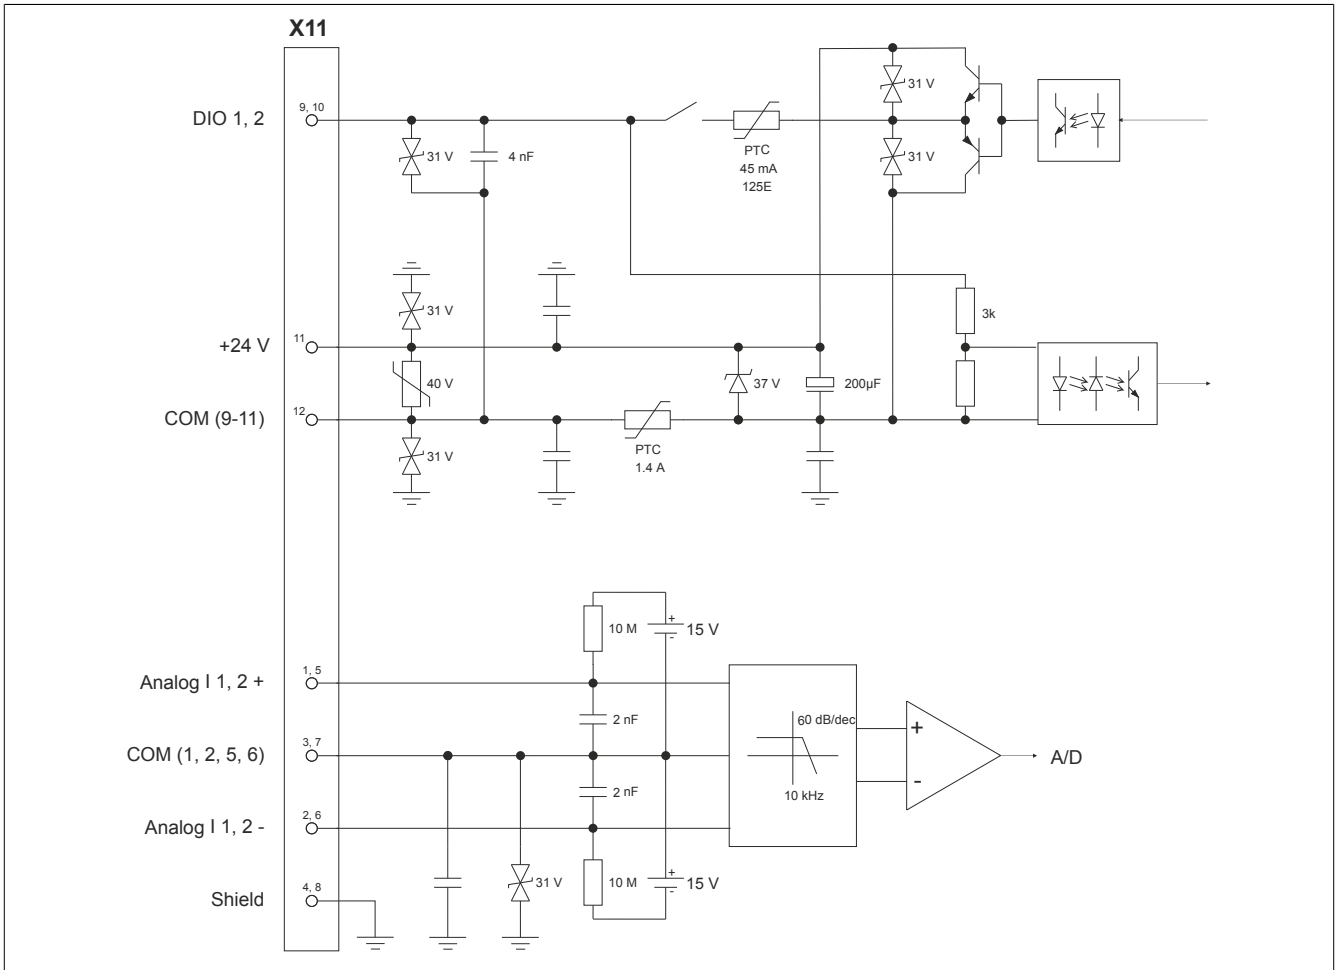 X11
DIO 1, 2
9, 10
31 V
4 nF
PTC
45 mA
125E
31 V
31 V
31 V
3k
+24 V
11
40 V
37 V
200µF
COM (9-11)
12
31 V
PTC
1.4 A
10 M
+
-
15 V
Analog I 1, 2 +
1, 5
2 nF
60 dB/dec
+
COM (1, 2, 5, 6)
3, 7
A/D
2 nF
10 kHz
-
Analog I 1, 2 -
2, 6
31 V
10 M
+
-
15 V
Shield
4, 8